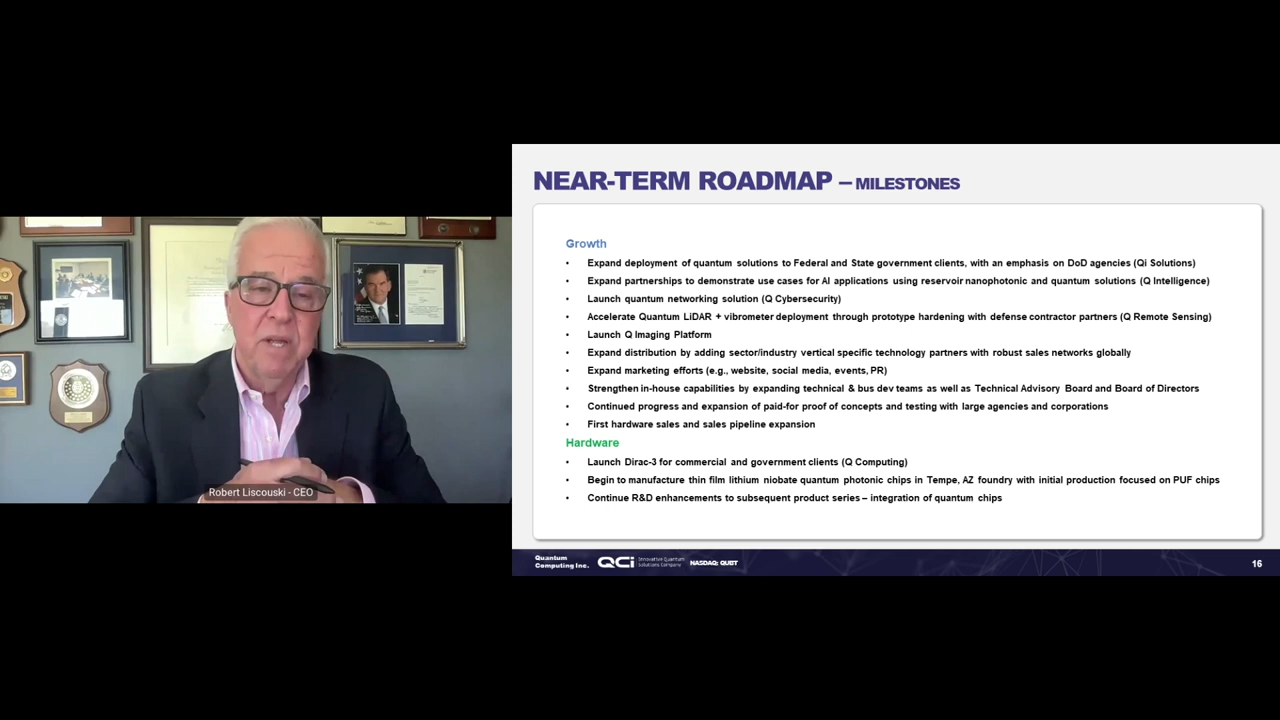 NEAR-TERM ROADMAP – MILESTONES
Growth
• Expand deployment of quantum solutions to Federal and State government clients, with an emphasis on DoD agencies (Qi Solutions)
• Expand partnerships to demonstrate use cases for AI applications using reservoir nanophotonic and quantum solutions (Q Intelligence)
• Launch quantum networking solution (Q Cybersecurity)
• Accelerate Quantum LiDAR + vibrometer deployment through prototype hardening with defense contractor partners (Q Remote Sensing)
• Launch Q Imaging Platform
• Expand distribution by adding sector/industry vertical specific technology partners with robust sales networks globally
• Expand marketing efforts (e.g., website, social media, events, PR)
• Strengthen in-house capabilities by expanding technical & bus dev teams as well as Technical Advisory Board and Board of Directors
• Continued progress and expansion of paid-for proof of concepts and testing with large agencies and corporations
• First hardware sales and sales pipeline expansion
Hardware
• Launch Dirac-3 for commercial and government clients (Q Computing)
• Begin to manufacture thin film lithium niobate quantum photonic chips in Tempe, AZ foundry with initial production focused on PUF chips
• Continue R&D enhancements to subsequent product series – integration of quantum chips
Robert Liscouski - CEO
Quantum
Computing Inc.
QCi
Innovative Quantum
Solutions Company
NASDAQ: QUBT
16